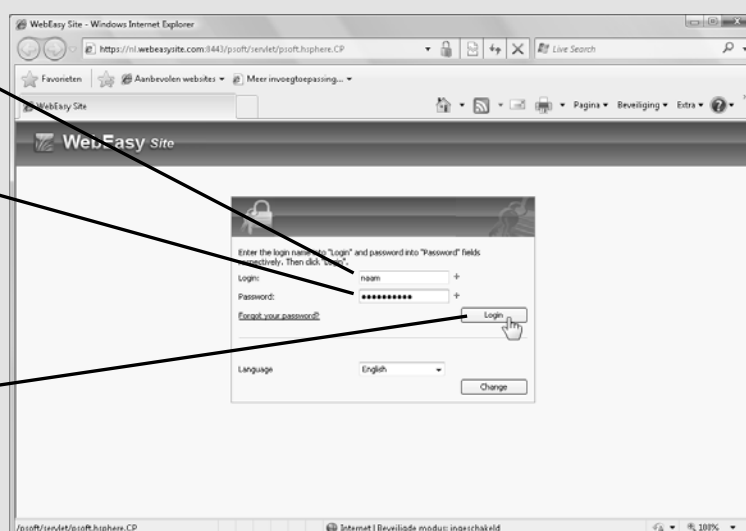 WebEasy Site - Windows Internet Explorer
https://nl.webeasysite.com:8443/psoft/servlet/psoft.hsphere.CP
Live Search
Favorieten Aanbevolen websites Meer invoegtoepassing...
WebEasy Site
Pagina Beveiliging Extra
WebEasy Site
Enter the login name into "Login" and password into "Password" fields
respectively. Then click "Login".
Login: naam +
Password: •••••••••• +
Forgot your password? Login
Language English
Change
/psoft/servlet/psoft.hsphere.CP Internet | Beveiligde modus: ingeschakeld 100%